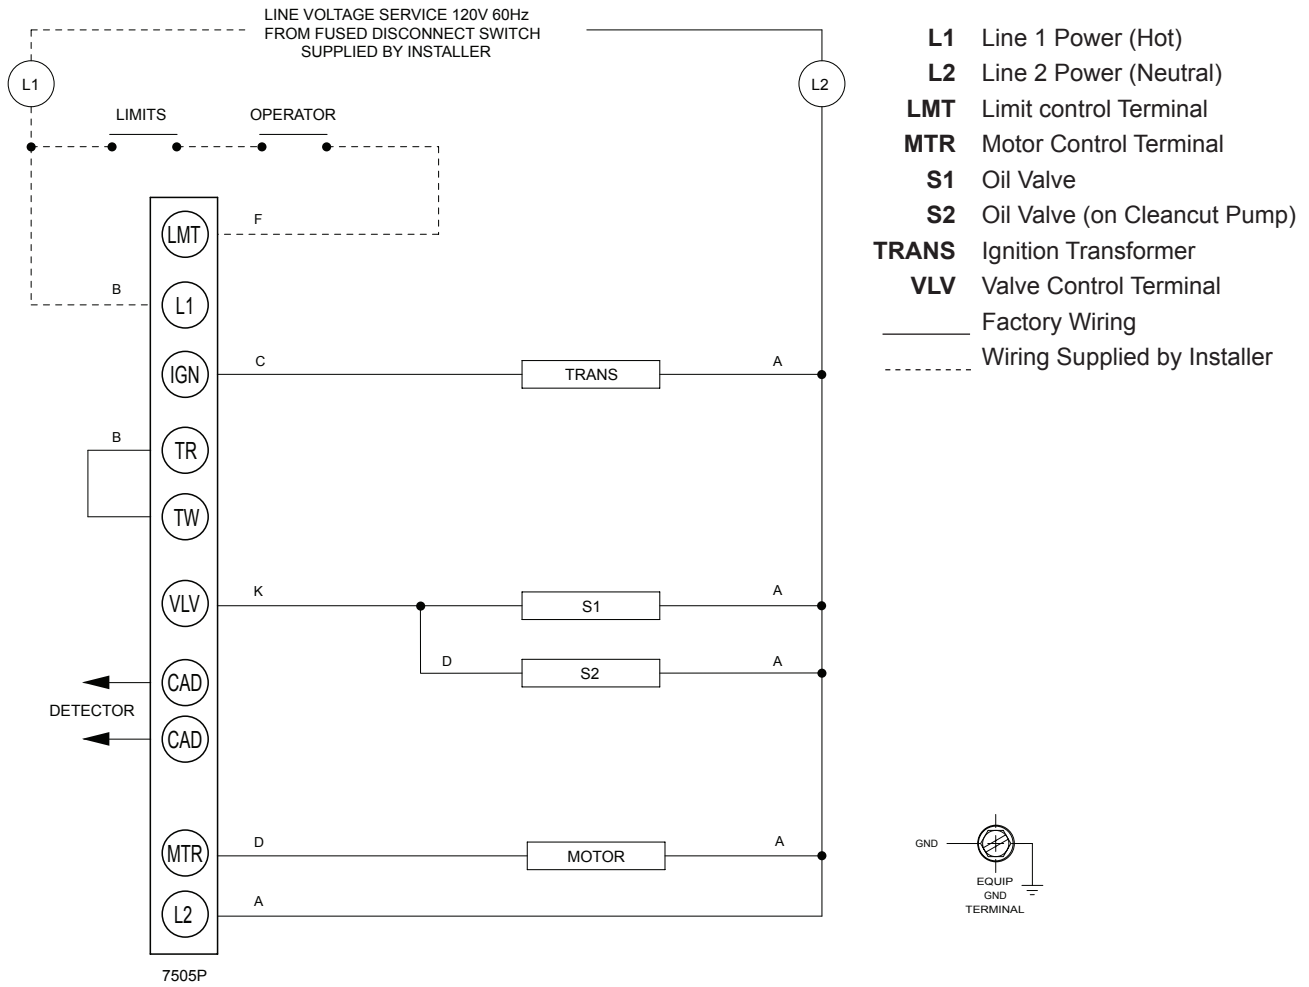 LINE VOLTAGE SERVICE 120V 60Hz
FROM FUSED DISCONNECT SWITCH
SUPPLIED BY INSTALLER
L1
L2
LIMITS
OPERATOR
LMT
F
B
L1
IGN
C
TRANS
A
B
TR
TW
VLV
K
S1
A
D
S2
A
CAD
DETECTOR
CAD
MTR
D
MOTOR
A
L2
A
7505P
L1 Line 1 Power (Hot)
L2 Line 2 Power (Neutral)
LMT Limit control Terminal
MTR Motor Control Terminal
S1 Oil Valve
S2 Oil Valve (on Cleancut Pump)
TRANS Ignition Transformer
VLV Valve Control Terminal
Factory Wiring
Wiring Supplied by Installer
GND
EQUIP
GND
TERMINAL